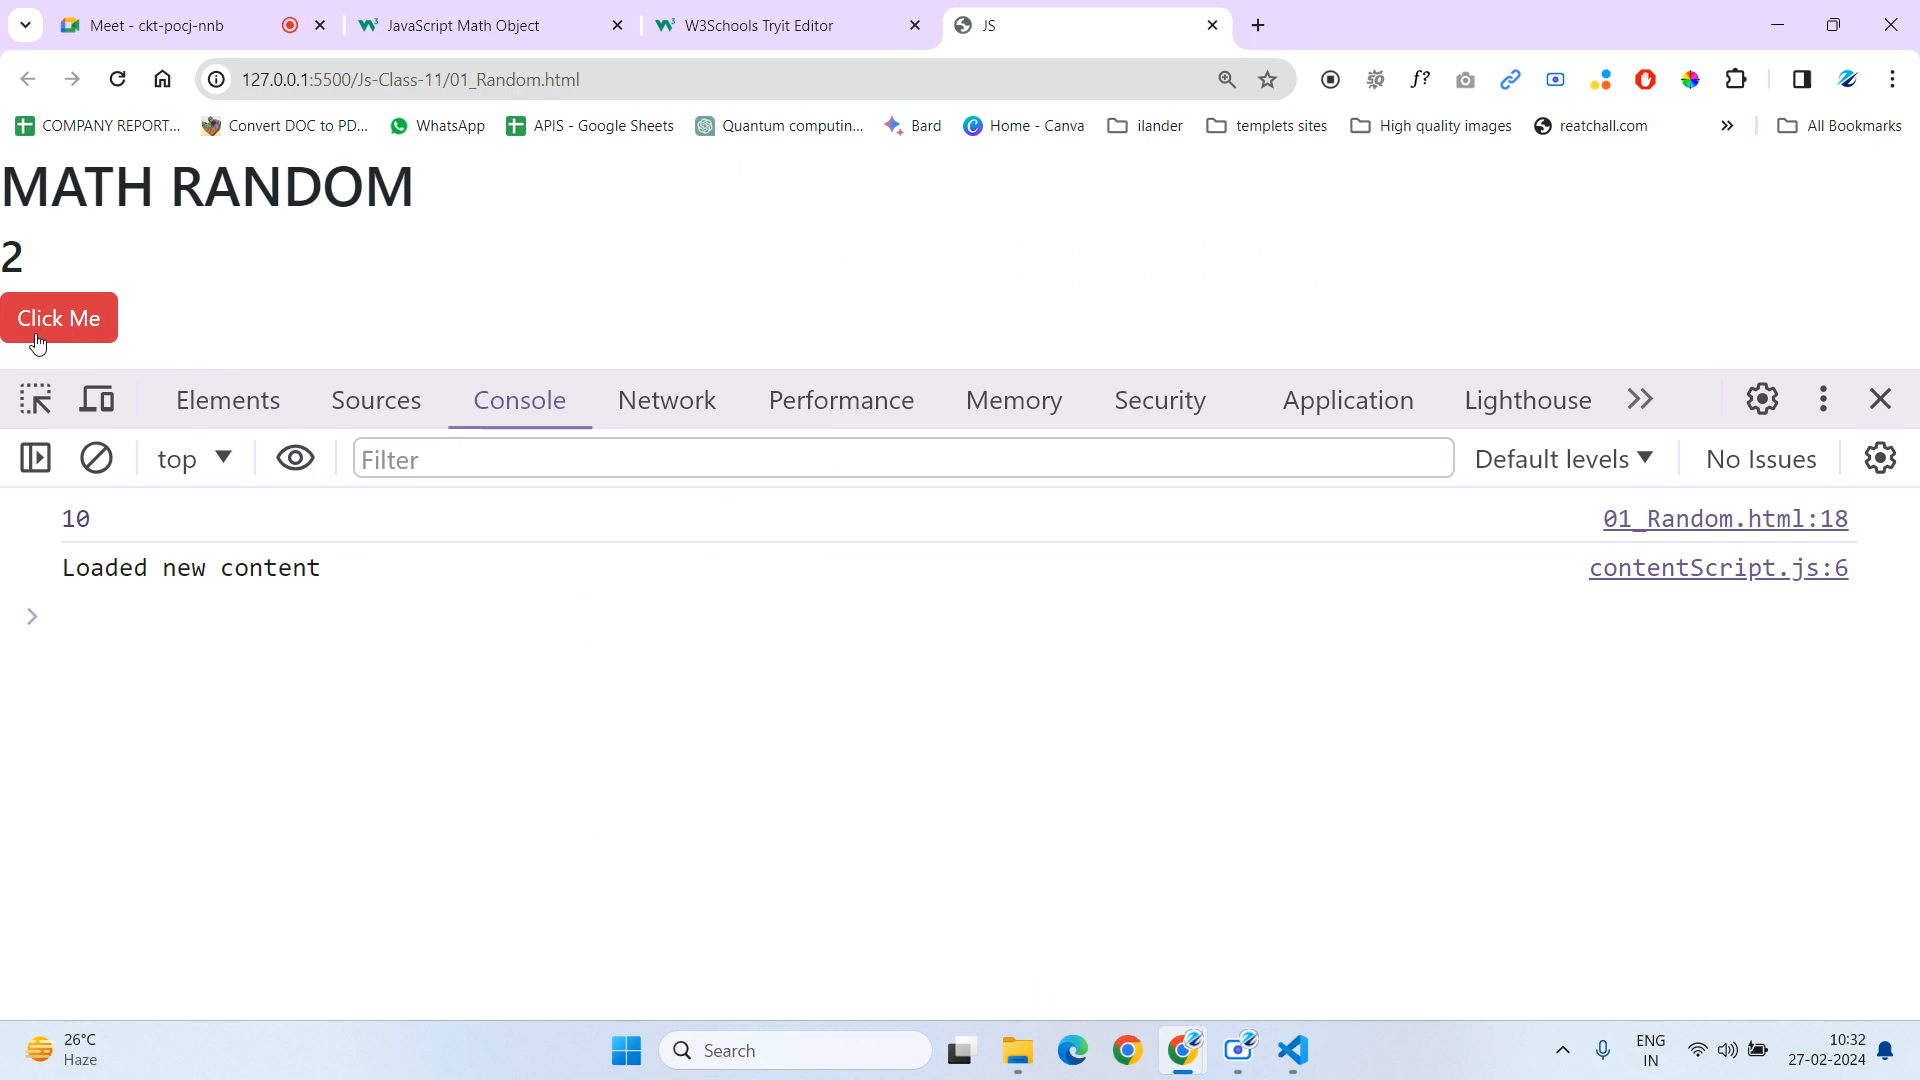 Meet - ckt-pocj-nnb
JavaScript Math Object
W3Schools Tryit Editor
JS
127.0.0.1:5500/Js-Class-11/01_Random.html
COMPANY REPORT...
Convert DOC to PD...
WhatsApp
APIS - Google Sheets
Quantum computin...
Bard
Home - Canva
ilander
templets sites
High quality images
reatchall.com
All Bookmarks
MATH RANDOM
2
Click Me
Elements
Sources
Console
Network
Performance
Memory
Security
Application
Lighthouse
top
Filter
Default levels
No Issues
10
01_Random.html:18
Loaded new content
contentScript.js:6
26°C
Haze
Search
ENG
IN
10:32
27-02-2024